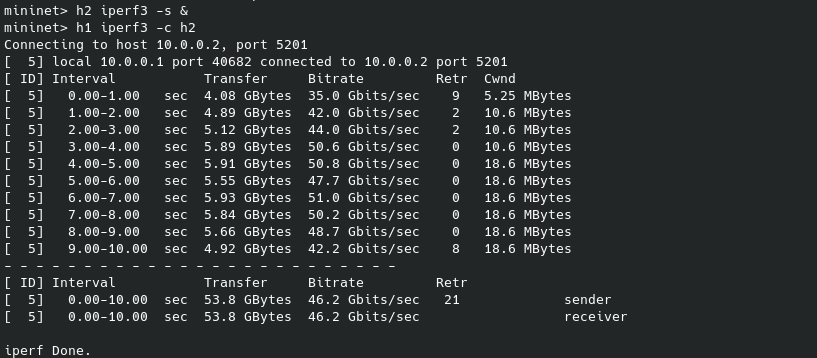 mininet> h2 iperf3 -s &
mininet> h1 iperf3 -c h2
Connecting to host 10.0.0.2, port 5201
[  5] local 10.0.0.1 port 40682 connected to 10.0.0.2 port 5201
[ ID] Interval           Transfer     Bitrate         Retr  Cwnd
[  5]   0.00-1.00   sec  4.08 GBytes  35.0 Gbits/sec    9   5.25 MBytes
[  5]   1.00-2.00   sec  4.89 GBytes  42.0 Gbits/sec    2   10.6 MBytes
[  5]   2.00-3.00   sec  5.12 GBytes  44.0 Gbits/sec    2   10.6 MBytes
[  5]   3.00-4.00   sec  5.89 GBytes  50.6 Gbits/sec    0   10.6 MBytes
[  5]   4.00-5.00   sec  5.91 GBytes  50.8 Gbits/sec    0   18.6 MBytes
[  5]   5.00-6.00   sec  5.55 GBytes  47.7 Gbits/sec    0   18.6 MBytes
[  5]   6.00-7.00   sec  5.93 GBytes  51.0 Gbits/sec    0   18.6 MBytes
[  5]   7.00-8.00   sec  5.84 GBytes  50.2 Gbits/sec    0   18.6 MBytes
[  5]   8.00-9.00   sec  5.66 GBytes  48.7 Gbits/sec    0   18.6 MBytes
[  5]   9.00-10.00  sec  4.92 GBytes  42.2 Gbits/sec    8   18.6 MBytes
- - - - - - - - - - - - - - - - - - - - - - - - -
[ ID] Interval           Transfer     Bitrate         Retr
[  5]   0.00-10.00  sec  53.8 GBytes  46.2 Gbits/sec   21             sender
[  5]   0.00-10.00  sec  53.8 GBytes  46.2 Gbits/sec                  receiver
iperf Done.